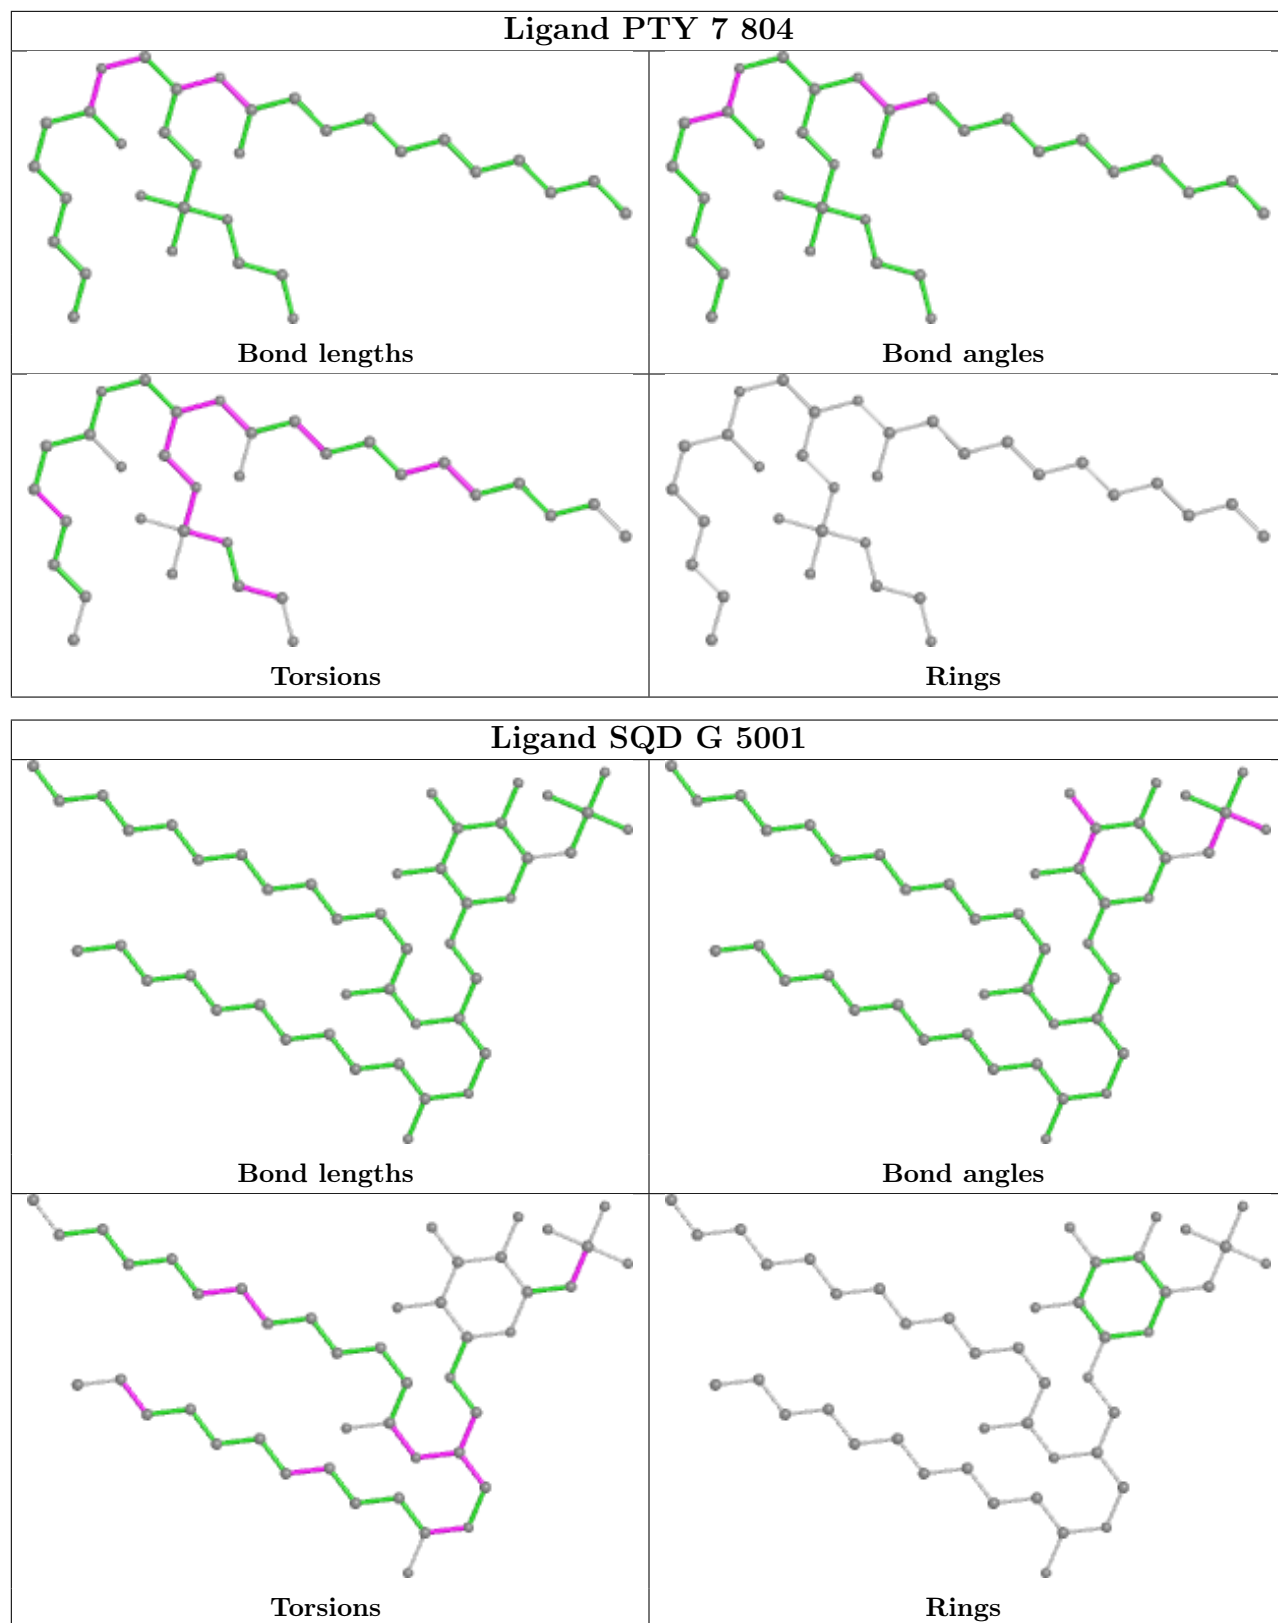 Ligand PTY 7 804
Bond lengths
Bond angles
Torsions
Rings
Ligand SQD G 5001
Bond lengths
Bond angles
Torsions
Rings